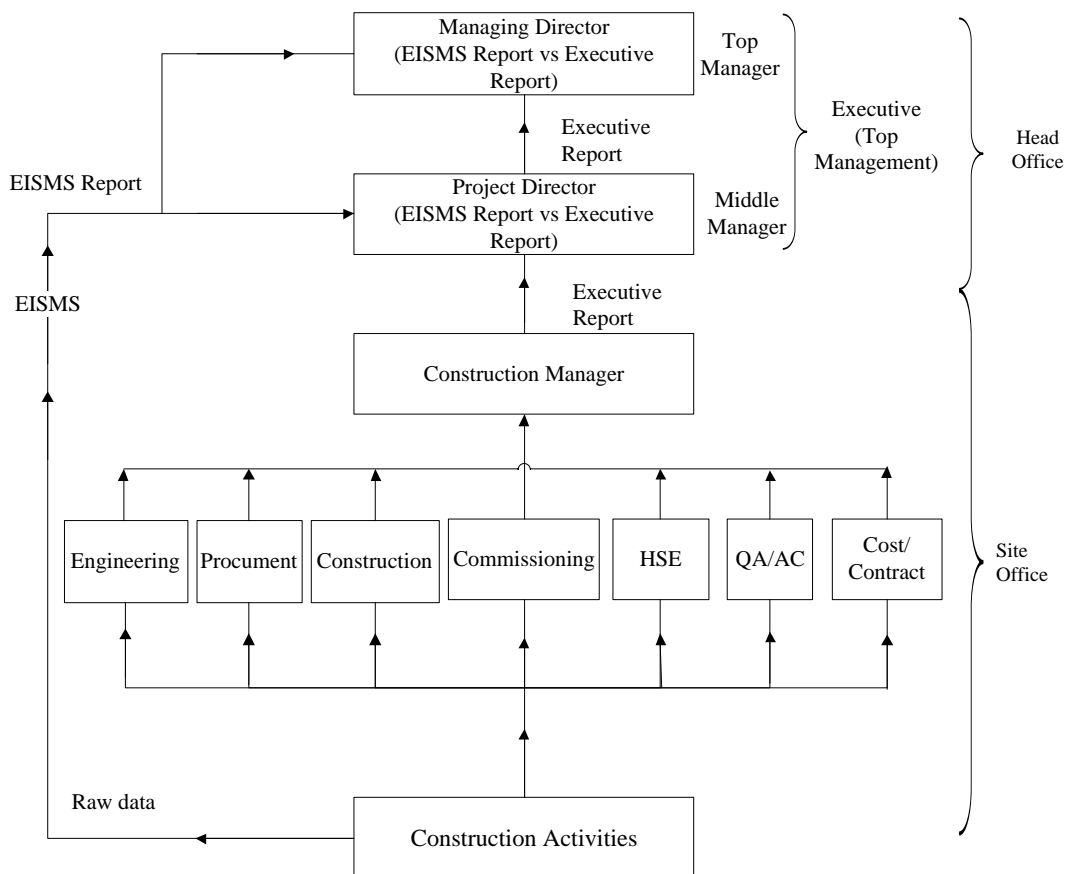 Managing Director
(EISMS Report vs Executive
Report)
Top
Manager
Executive
(Top
Management)
Head
Office
Executive
Report
EISMS Report
Project Director
(EISMS Report vs Executive
Report)
Middle
Manager
EISMS
Executive
Report
Construction Manager
Engineering
Procument
Construction
Commissioning
HSE
QA/AC
Cost/
Contract
Site
Office
Raw data
Construction Activities